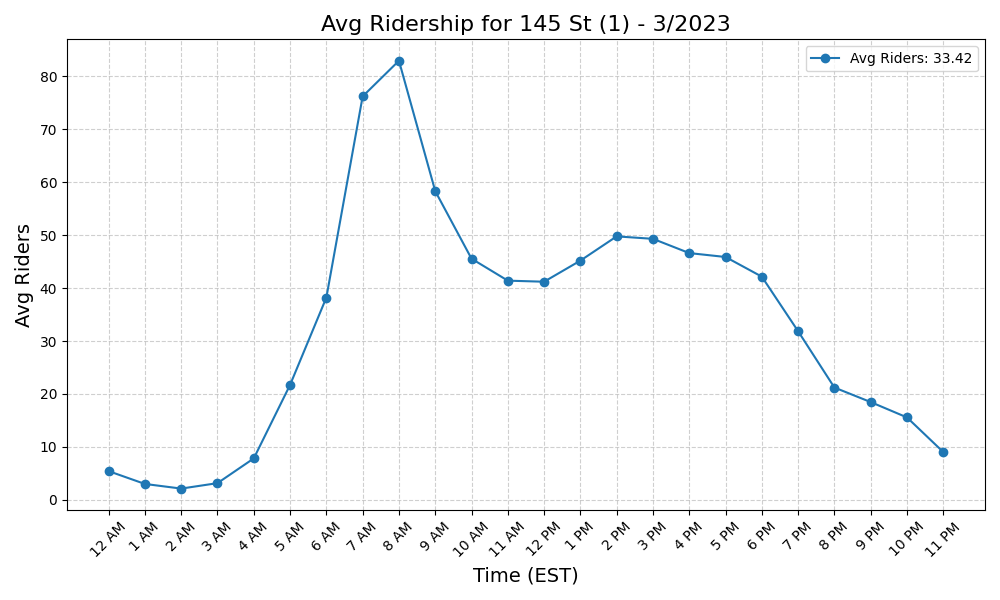 Avg Ridership for 145 St (1) - 3/2023
Avg Riders: 33.42
Avg Riders
80
70
60
50
40
30
20
10
0
12 AM
1 AM
2 AM
3 AM
4 AM
5 AM
6 AM
7 AM
8 AM
9 AM
10 AM
11 AM
12 PM
1 PM
2 PM
3 PM
4 PM
5 PM
6 PM
7 PM
8 PM
9 PM
10 PM
11 PM
Time (EST)